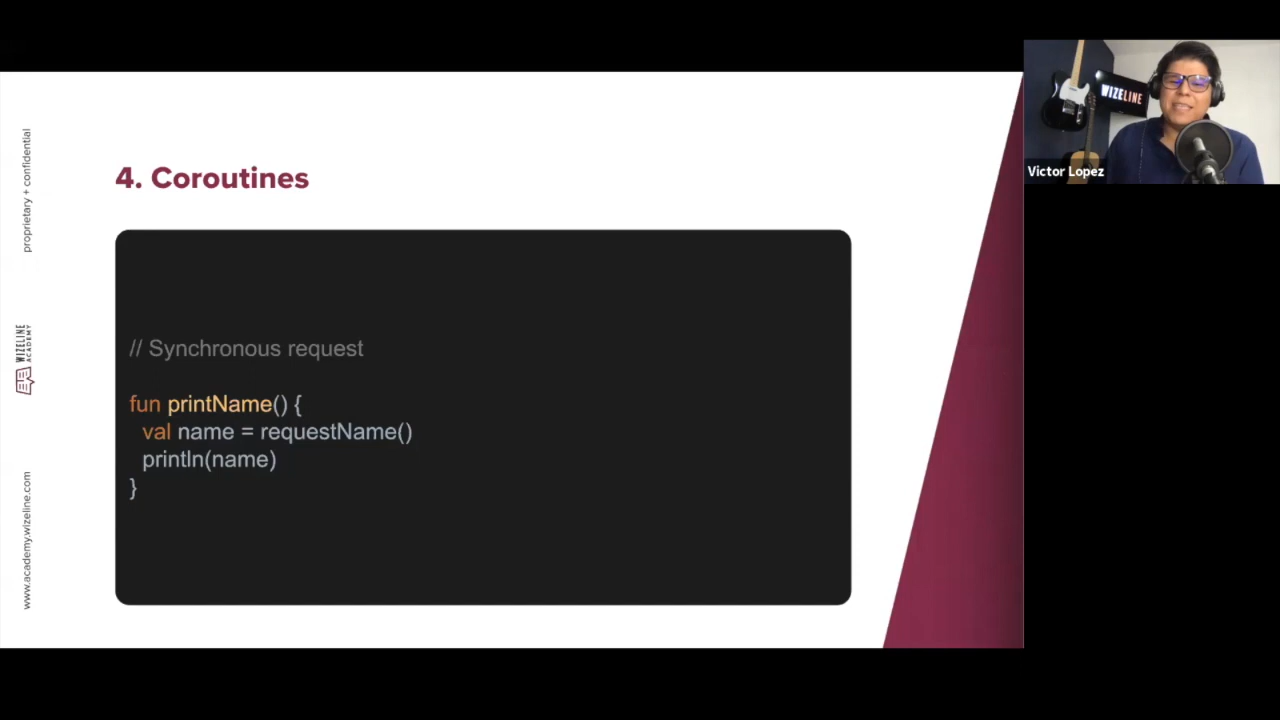 proprietary + confidential
WIZELINE
ACADEMY
www.academy.wizeline.com
4. Coroutines
// Synchronous request
fun printName() {
val name = requestName()
println(name)
}
WIZELINE
Victor Lopez